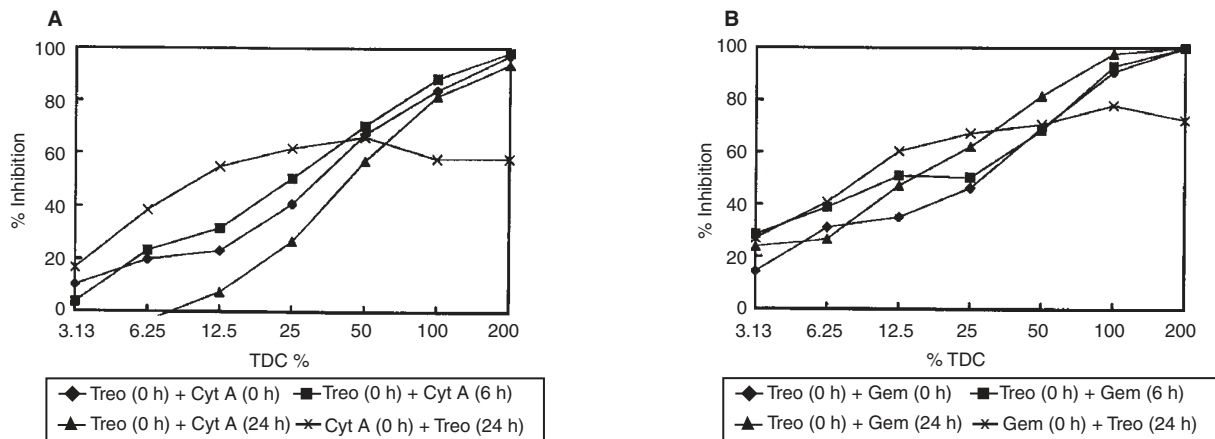 A
% Inhibition
100
80
60
40
20
0
3.13 6.25 12.5 25 50 100 200
TDC %
Treo (0 h) + Cyt A (0 h) Treo (0 h) + Cyt A (6 h)
Treo (0 h) + Cyt A (24 h) Cyt A (0 h) + Treo (24 h)
B
% Inhibition
100
80
60
40
20
0
3.13 6.25 12.5 25 50 100 200
% TDC
Treo (0 h) + Gem (0 h) Treo (0 h) + Gem (6 h)
Treo (0 h) + Gem (24 h) Gem (0 h) + Treo (24 h)